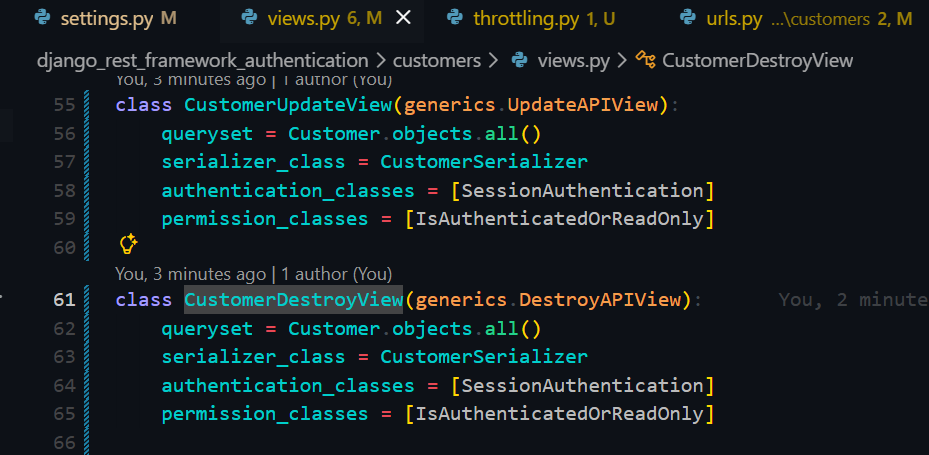 settings.py M views.py 6, M throttling.py 1, U urls.py ...\customers 2, M
django_rest_framework_authentication > customers > views.py > CustomerDestroyView
You, 3 minutes ago | 1 author (You)
55 class CustomerUpdateView(generics.UpdateAPIView):
56 queryset = Customer.objects.all()
57 serializer_class = CustomerSerializer
58 authentication_classes = [SessionAuthentication]
59 permission_classes = [IsAuthenticatedOrReadOnly]
60
You, 3 minutes ago | 1 author (You)
61 class CustomerDestroyView(generics.DestroyAPIView): You, 2 minute
62 queryset = Customer.objects.all()
63 serializer_class = CustomerSerializer
64 authentication_classes = [SessionAuthentication]
65 permission_classes = [IsAuthenticatedOrReadOnly]
66